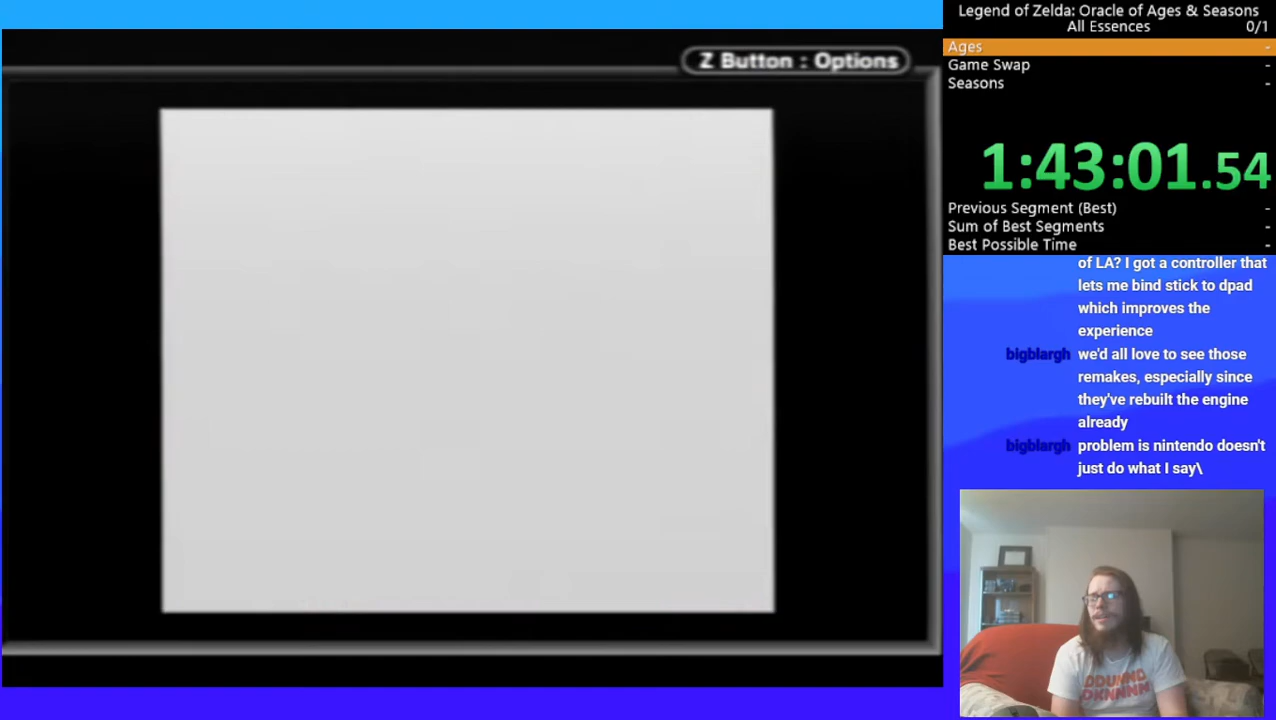 Z Button : Options
Legend of Zelda: Oracle of Ages & Seasons
All Essences 0/1
Ages -
Game Swap -
Seasons -
1:43:01.54
Previous Segment (Best) -
Sum of Best Segments -
Best Possible Time -
of LA? I got a controller that
lets me bind stick to dpad
which improves the
experience
bigblargh we'd all love to see those
remakes, especially since
they've rebuilt the engine
already
bigblargh problem is nintendo doesn't
just do what I say\